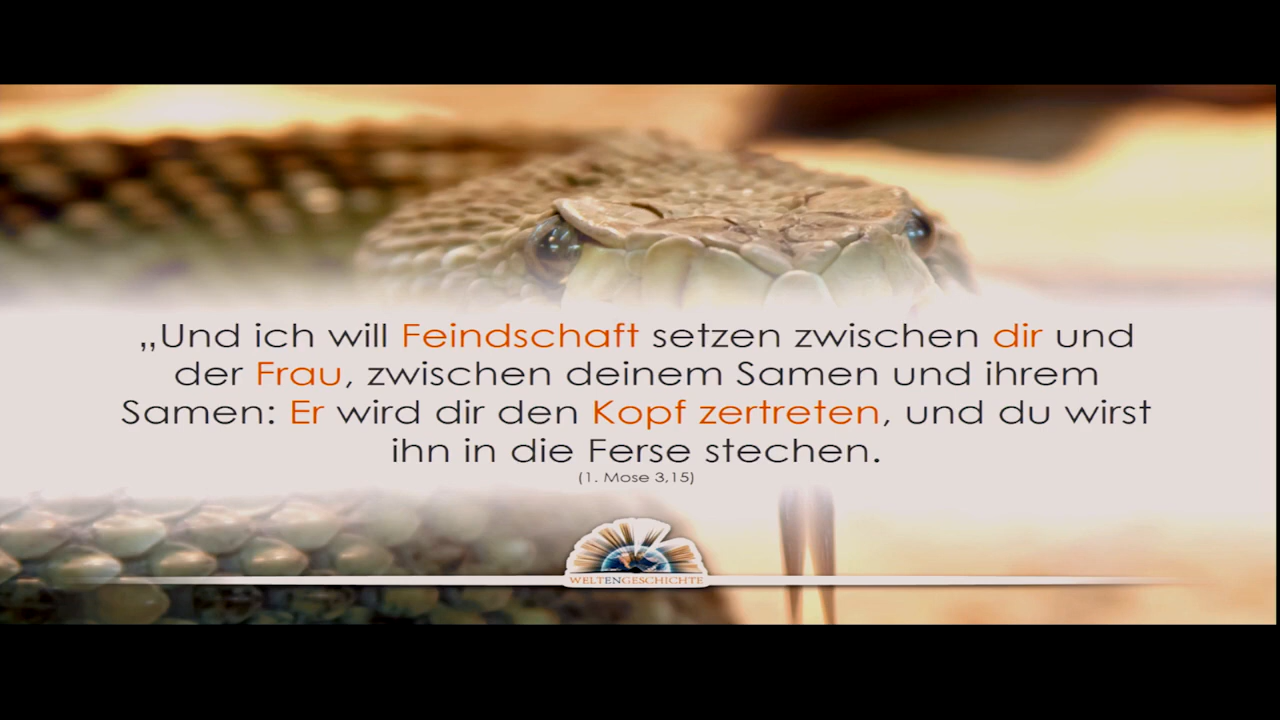 „Und ich will Feindschaft setzen zwischen dir und
der Frau, zwischen deinem Samen und ihrem
Samen: Er wird dir den Kopf zertreten, und du wirst
ihn in die Ferse stechen.
(1. Mose 3,15)
WELTENGESCHICHTE